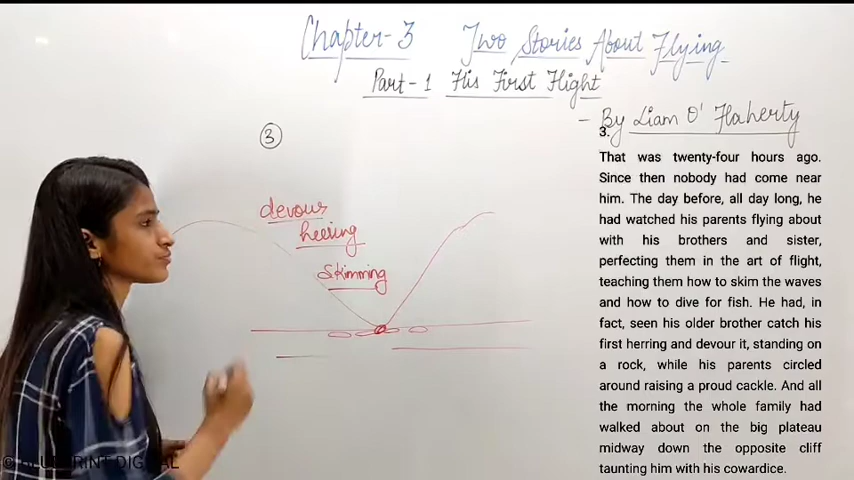 Chapter-3 Two Stories About Flying
Part-1 His First Flight
- By Liam O' Flaherty
3.
3
That was twenty-four hours ago.
Since then nobody had come near
him. The day before, all day long, he
had watched his parents flying about
with his brothers and sister,
perfecting them in the art of flight,
teaching them how to skim the waves
and how to dive for fish. He had, in
fact, seen his older brother catch his
first herring and devour it, standing on
a rock, while his parents circled
around raising a proud cackle. And all
the morning the whole family had
walked about on the big plateau
midway down the opposite cliff
taunting him with his cowardice.
devour
heering
Skimming
© BLUEPRINT DIGITAL